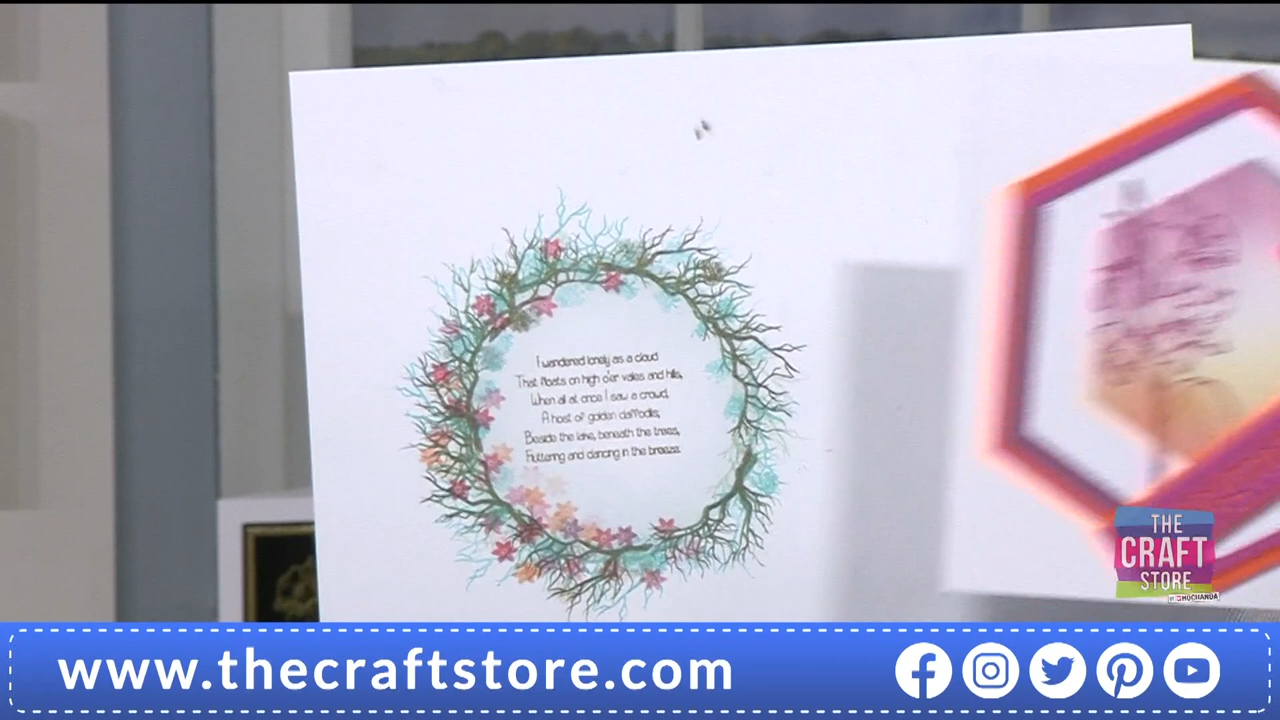 I wandered lonely as a cloud
That floats on high o'er vales and hills,
When all at once I saw a crowd,
A host of golden daffodils;
Beside the lake, beneath the trees,
Fluttering and dancing in the breeze.
THE
CRAFT
STORE
BY HOCHANDA
www.thecraftstore.com